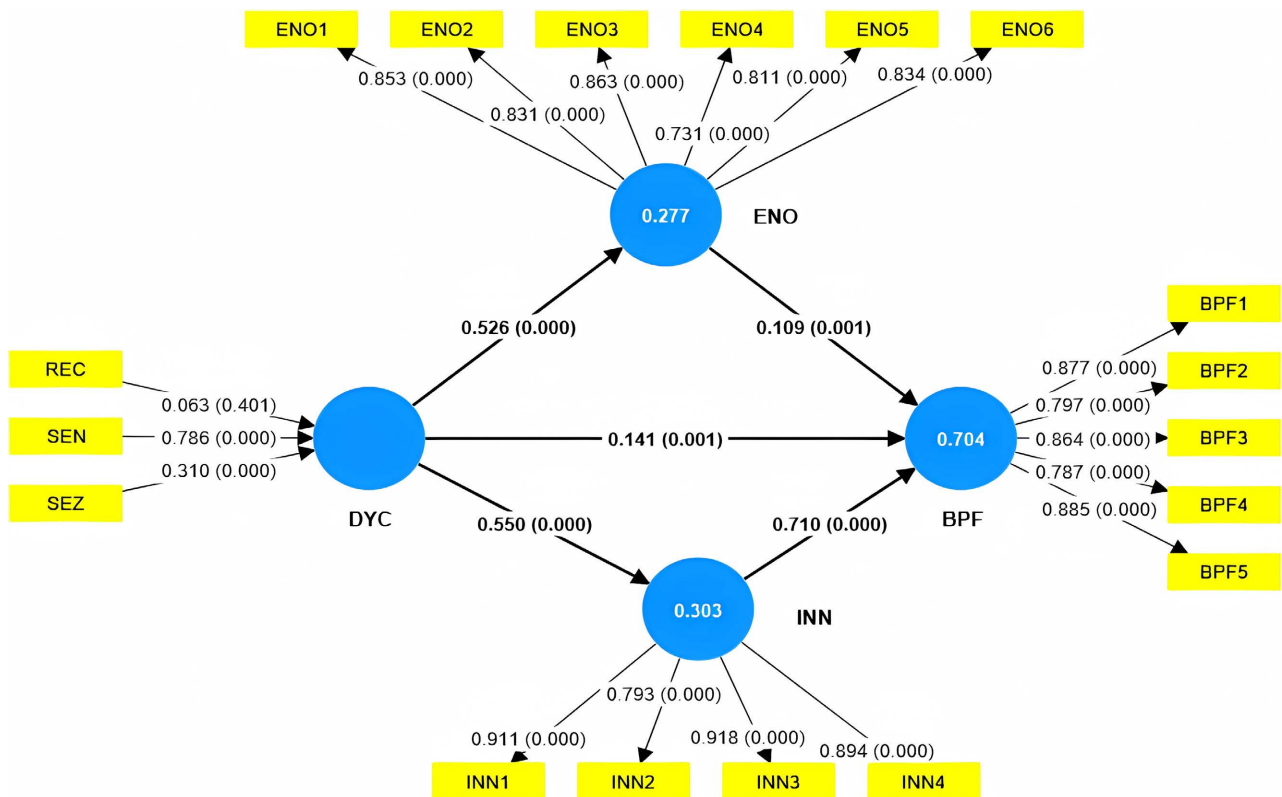 ENO1 ENO2 ENO3 ENO4 ENO5 ENO6
0.853 (0.000)
0.863 (0.000)
0.811 (0.000)
0.834 (0.000)
0.831 (0.000)
0.731 (0.000)
0.277
ENO
BPF1
0.526 (0.000)
0.109 (0.001)
REC
0.877 (0.000)
BPF2
0.063 (0.401)
0.797 (0.000)
SEN
0.786 (0.000)
0.141 (0.001)
0.704
0.864 (0.000)
BPF3
0.310 (0.000)
0.787 (0.000)
SEZ
BPF4
0.885 (0.000)
DYC
0.550 (0.000)
0.710 (0.000)
BPF
BPF5
0.303
INN
0.793 (0.000)
0.911 (0.000)
0.918 (0.000)
0.894 (0.000)
INN1 INN2 INN3 INN4